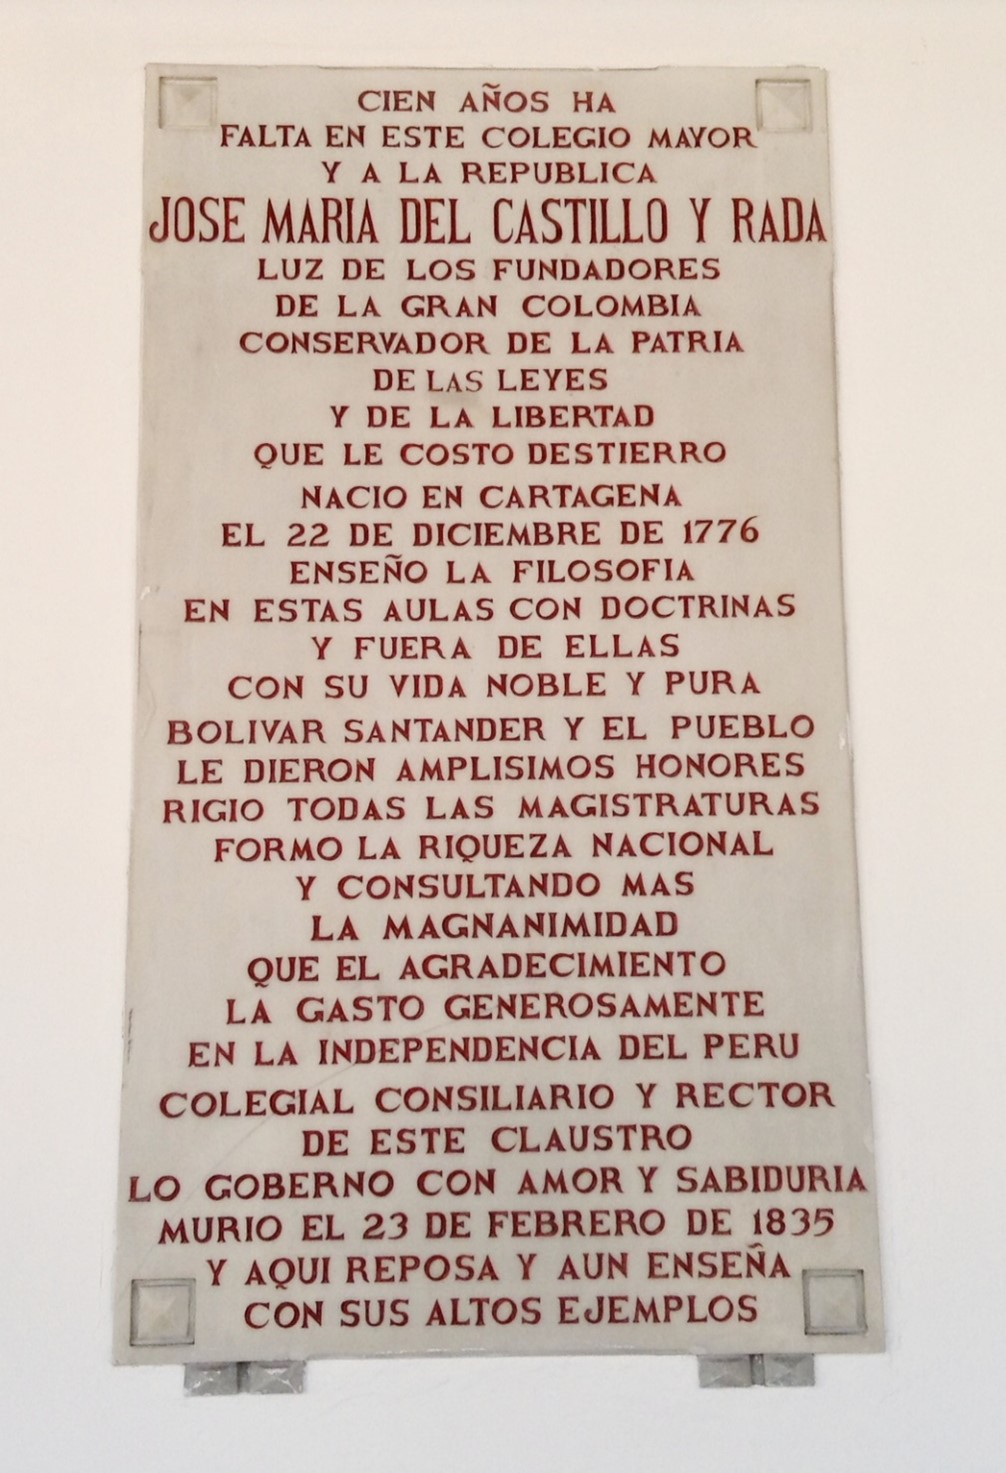 CIEN AÑOS HA
FALTA EN ESTE COLEGIO MAYOR
Y A LA REPUBLICA
JOSE MARIA DEL CASTILLO Y RADA
LUZ DE LOS FUNDADORES
DE LA GRAN COLOMBIA
CONSERVADOR DE LA PATRIA
DE LAS LEYES
Y DE LA LIBERTAD
QUE LE COSTO DESTIERRO
NACIO EN CARTAGENA
EL 22 DE DICIEMBRE DE 1776
ENSEÑO LA FILOSOFIA
EN ESTAS AULAS CON DOCTRINAS
Y FUERA DE ELLAS
CON SU VIDA NOBLE Y PURA
BOLIVAR SANTANDER Y EL PUEBLO
LE DIERON AMPLISIMOS HONORES
RIGIO TODAS LAS MAGISTRATURAS
FORMO LA RIQUEZA NACIONAL
Y CONSULTANDO MAS
LA MAGNANIMIDAD
QUE EL AGRADECIMIENTO
LA GASTO GENEROSAMENTE
EN LA INDEPENDENCIA DEL PERU
COLEGIAL CONSILIARIO Y RECTOR
DE ESTE CLAUSTRO
LO GOBERNO CON AMOR Y SABIDURIA
MURIO EL 23 DE FEBRERO DE 1835
Y AQUI REPOSA Y AUN ENSEÑA
CON SUS ALTOS EJEMPLOS